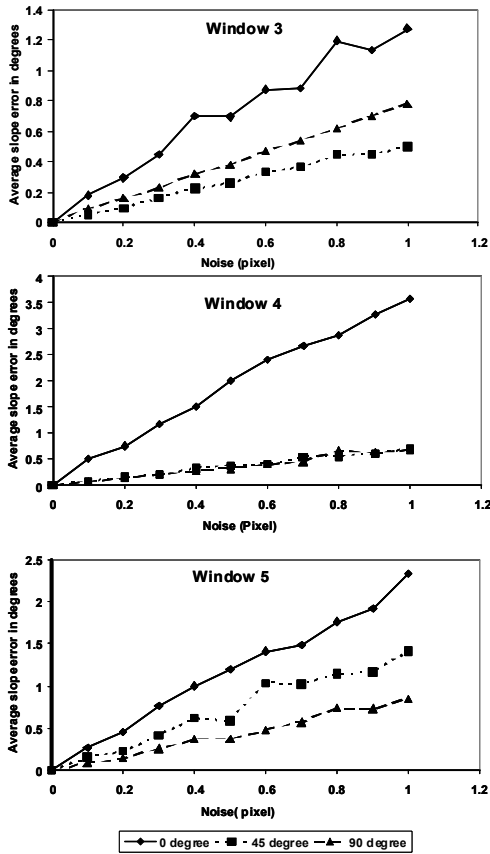 Window 3
Average slope error in degrees
1.4
1.2
1
0.8
0.6
0.4
0.2
0
0 0.2 0.4 0.6 0.8 1 1.2
Noise (pixel)
Window 4
Average slope error in degrees
4
3.5
3
2.5
2
1.5
1
0.5
0
0 0.2 0.4 0.6 0.8 1 1.2
Noise (Pixel)
Window 5
Average slope error in degrees
2.5
2
1.5
1
0.5
0
0 0.2 0.4 0.6 0.8 1 1.2
Noise( pixel)
0 degree 45 degree 90 degree